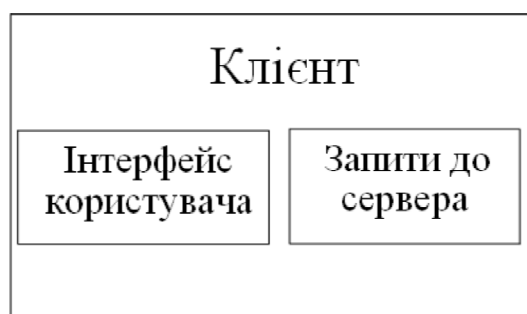 Клієнт
Інтерфейс
користувача
Запити до
сервера